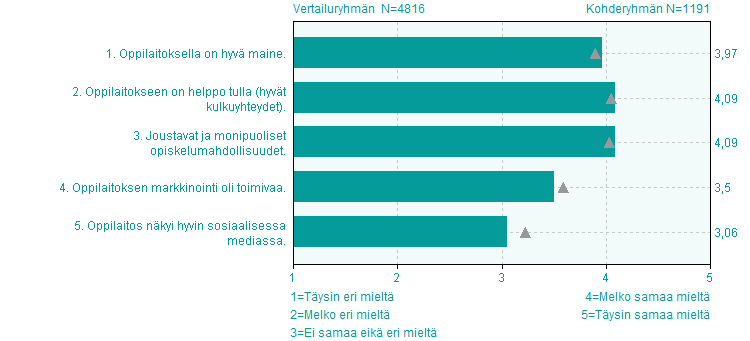 Vertailuryhmän  N=4816
Kohderyhmän N=1191
1. Oppilaitoksella on hyvä maine.
3,97
2. Oppilaitokseen on helppo tulla (hyvät
kulkuyhteydet).
4,09
3. Joustavat ja monipuoliset
opiskelumahdollisuudet.
4,09
4. Oppilaitoksen markkinointi oli toimivaa.
3,5
5. Oppilaitos näkyi hyvin sosiaalisessa
mediassa.
3,06
1 2 3 4 5
1=Täysin eri mieltä
2=Melko eri mieltä
3=Ei samaa eikä eri mieltä
4=Melko samaa mieltä
5=Täysin samaa mieltä